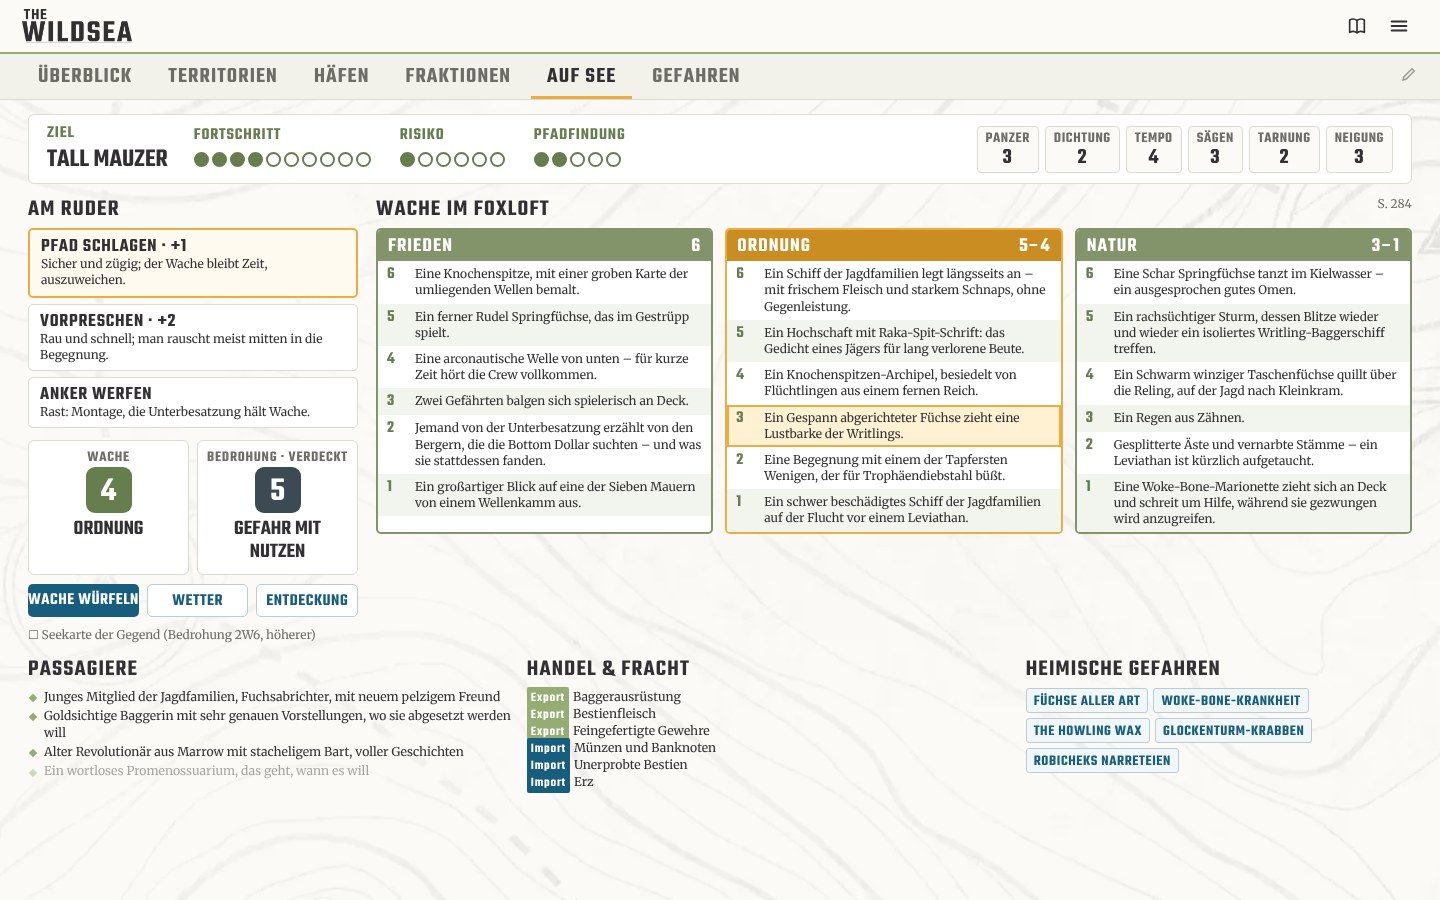 THE
WILDSEA
ÜBERBLICK
TERRITORIEN
HÄFEN
FRAKTIONEN
AUF SEE
GEFAHREN
ZIEL
TALL MAUZER
FORTSCHRITT
RISIKO
PFADFINDUNG
PANZER
3
DICHTUNG
2
TEMPO
4
SÄGEN
3
TARNUNG
2
NEIGUNG
3
AM RUDER
PFAD SCHLAGEN · +1
Sicher und zügig; der Wache bleibt Zeit,
auszuweichen.
VORPRESCHEN · +2
Rau und schnell; man rauscht meist mitten in die
Begegnung.
ANKER WERFEN
Rast: Montage, die Unterbesatzung hält Wache.
WACHE
4
ORDNUNG
BEDROHUNG · VERDECKT
5
GEFAHR MIT
NUTZEN
WACHE WÜRFELN
WETTER
ENTDECKUNG
☐ Seekarte der Gegend (Bedrohung 2W6, höherer)
WACHE IM FOXLOFT
S. 284
FRIEDEN 6
6 Eine Knochenspitze, mit einer groben Karte der
umliegenden Wellen bemalt.
5 Ein ferner Rudel Springfüchse, das im Gestrüpp
spielt.
4 Eine arconautische Welle von unten – für kurze
Zeit hört die Crew vollkommen.
3 Zwei Gefährten balgen sich spielerisch an Deck.
2 Jemand von der Unterbesatzung erzählt von den
Bergern, die die Bottom Dollar suchten – und was
sie stattdessen fanden.
1 Ein großartiger Blick auf eine der Sieben Mauern
von einem Wellenkamm aus.
ORDNUNG 5–4
6 Ein Schiff der Jagdfamilien legt längsseits an –
mit frischem Fleisch und starkem Schnaps, ohne
Gegenleistung.
5 Ein Hochschaft mit Raka-Spit-Schrift: das
Gedicht eines Jägers für lang verlorene Beute.
4 Ein Knochenspitzen-Archipel, besiedelt von
Flüchtlingen aus einem fernen Reich.
3 Ein Gespann abgerichteter Füchse zieht eine
Lustbarke der Writlings.
2 Eine Begegnung mit einem der Tapfersten
Wenigen, der für Trophäendiebstahl büßt.
1 Ein schwer beschädigtes Schiff der Jagdfamilien
auf der Flucht vor einem Leviathan.
NATUR 3–1
6 Eine Schar Springfüchse tanzt im Kielwasser –
ein ausgesprochen gutes Omen.
5 Ein rachsüchtiger Sturm, dessen Blitze wieder
und wieder ein isoliertes Writling-Baggerschiff
treffen.
4 Ein Schwarm winziger Taschenfüchse quillt über
die Reling, auf der Jagd nach Kleinkram.
3 Ein Regen aus Zähnen.
2 Gesplitterte Äste und vernarbte Stämme – ein
Leviathan ist kürzlich aufgetaucht.
1 Eine Woke-Bone-Marionette zieht sich an Deck
und schreit um Hilfe, während sie gezwungen
wird anzugreifen.
PASSAGIERE
Junges Mitglied der Jagdfamilien, Fuchsabrichter, mit neuem pelzigem Freund
Goldsichtige Baggerin mit sehr genauen Vorstellungen, wo sie abgesetzt werden
will
Alter Revolutionär aus Marrow mit stacheligem Bart, voller Geschichten
Ein wortloses Promenossuarium, das geht, wann es will
HANDEL & FRACHT
Export Baggerausrüstung
Export Bestienfleisch
Export Feingefertigte Gewehre
Import Münzen und Banknoten
Import Unerprobte Bestien
Import Erz
HEIMISCHE GEFAHREN
FÜCHSE ALLER ART
WOKE-BONE-KRANKHEIT
THE HOWLING WAX
GLOCKENTURM-KRABBEN
ROBICHEKS NARRETEIEN